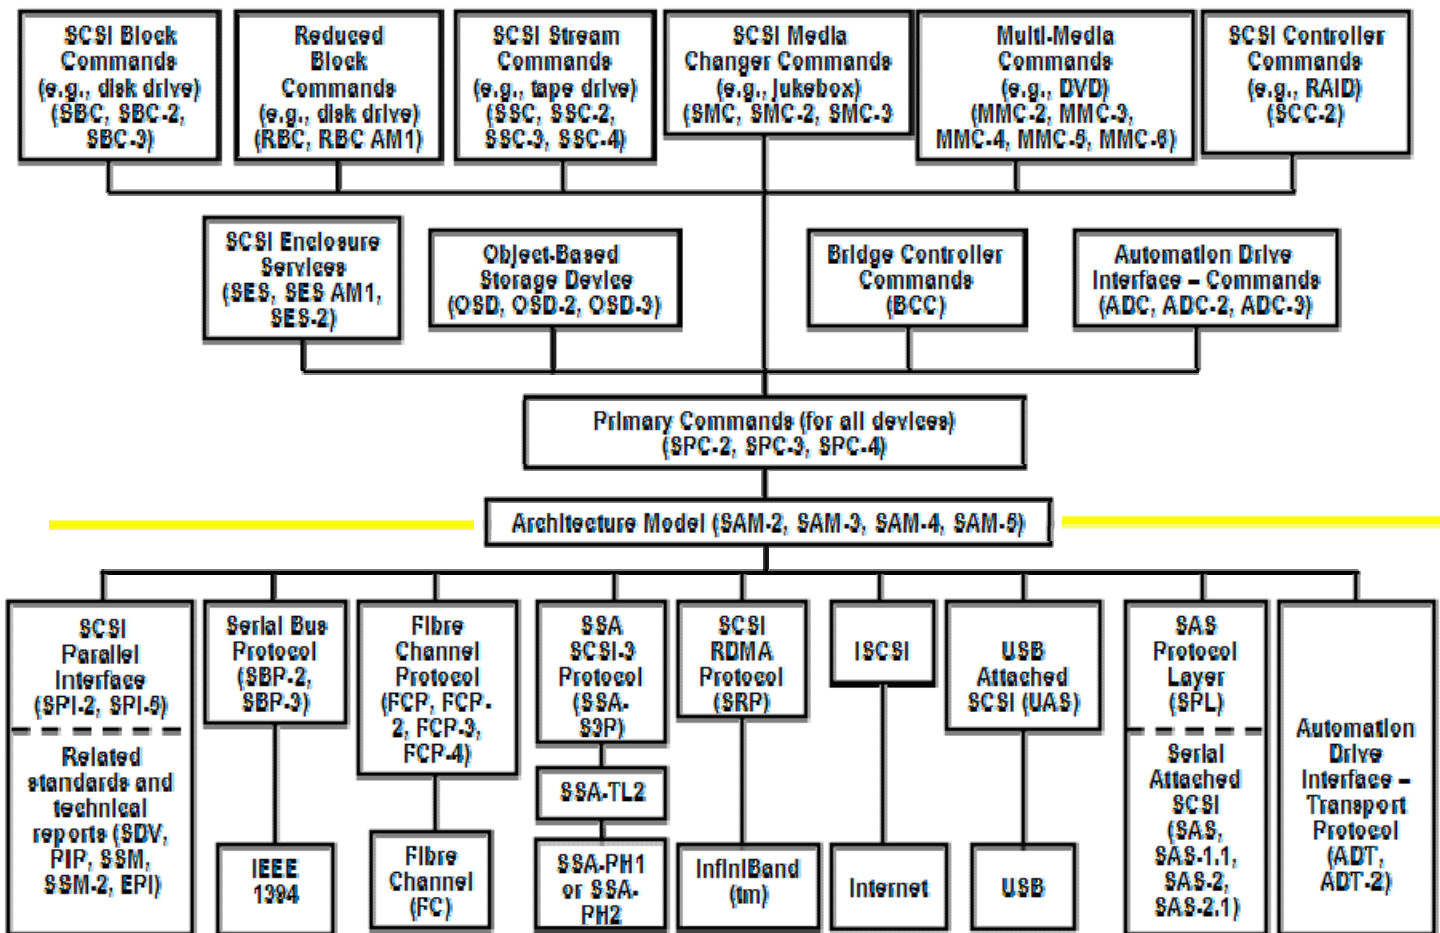 SCSI Block
Commands
(e.g., disk drive)
(SBC, SBC-2,
SBC-3)
Reduced
Block
Commands
(e.g., disk drive)
(RBC, RBC AM1)
SCSI Stream
Commands
(e.g., tape drive)
(SSC, SSC-2,
SSC-3, SSC-4)
SCSI Media
Changer Commands
(e.g., jukebox)
(SMC, SMC-2, SMC-3
Multi-Media
Commands
(e.g., DVD)
(MMC-2, MMC-3,
MMC-4, MMC-5, MMC-6)
SCSI Controller
Commands
(e.g., RAID)
(SCC-2)
SCSI Enclosure
Services
(SES, SES AM1,
SES-2)
Object-Based
Storage Device
(OSD, OSD-2, OSD-3)
Bridge Controller
Commands
(BCC)
Automation Drive
Interface – Commands
(ADC, ADC-2, ADC-3)
Primary Commands (for all devices)
(SPC-2, SPC-3, SPC-4)
Architecture Model (SAM-2, SAM-3, SAM-4, SAM-5)
SCSI
Parallel
Interface
(SPI-2, SPI-5)
Related
standards and
technical
reports (SDV,
PIP, SSM,
SSM-2, EPI)
Serial Bus
Protocol
(SBP-2,
SBP-3)
IEEE
1394
Fibre
Channel
Protocol
(FCP, FCP-
2, FCP-3,
FCP-4)
Fibre
Channel
(FC)
SSA
SCSI-3
Protocol
(SSA-
S3P)
SSA-TL2
SSA-PH1
or SSA-
PH2
SCSI
RDMA
Protocol
(SRP)
InfiniBand
(tm)
iSCSI
Internet
USB
Attached
SCSI (UAS)
USB
SAS
Protocol
Layer
(SPL)
Serial
Attached
SCSI
(SAS,
SAS-1.1,
SAS-2,
SAS-2.1)
Automation
Drive
Interface –
Transport
Protocol
(ADT,
ADT-2)